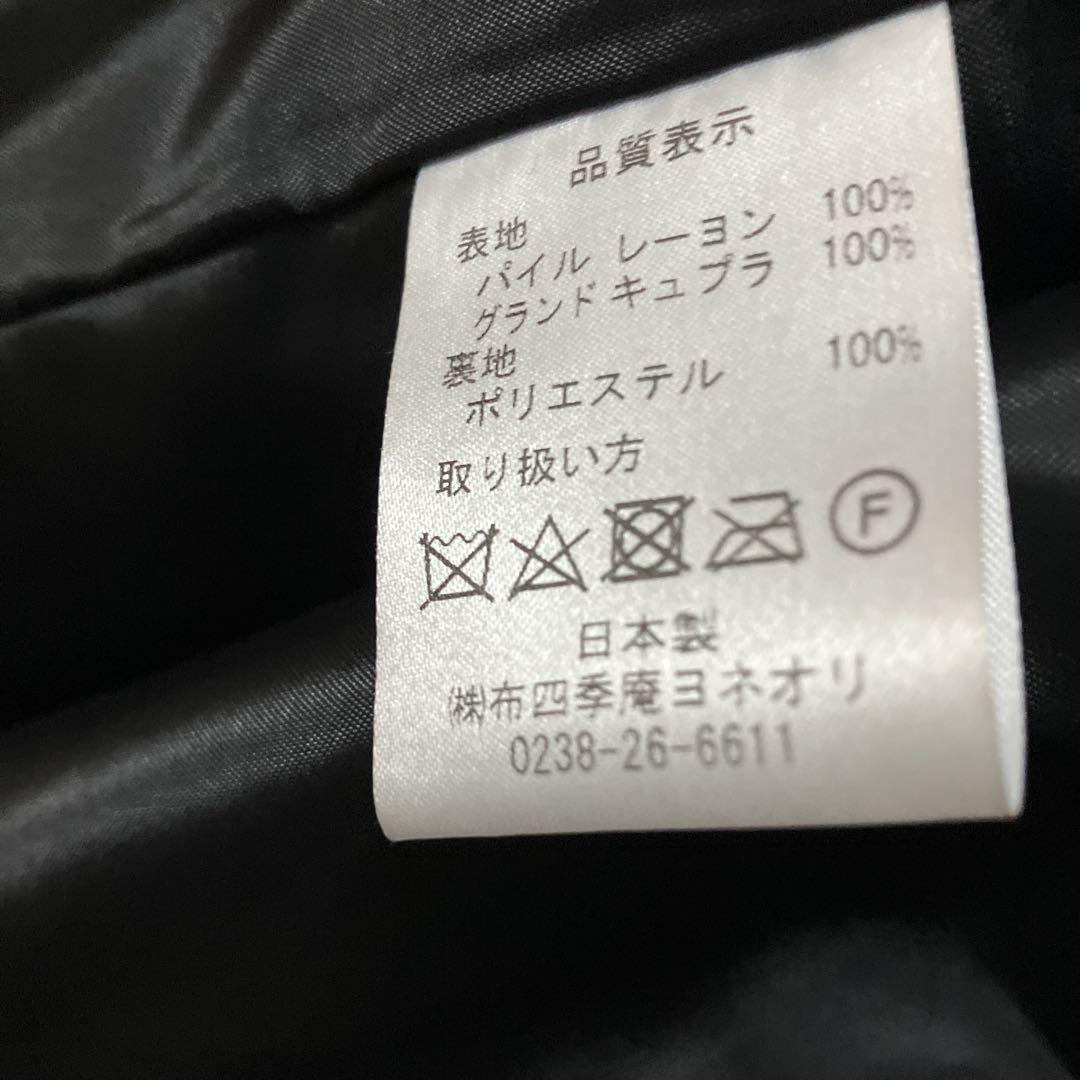 品質表示
表地
パイル レーヨン 100%
グランド キュプラ 100%
裏地
ポリエステル 100%
取り扱い方
F
日本製
㈱布四季庵ヨネオリ
0238-26-6611